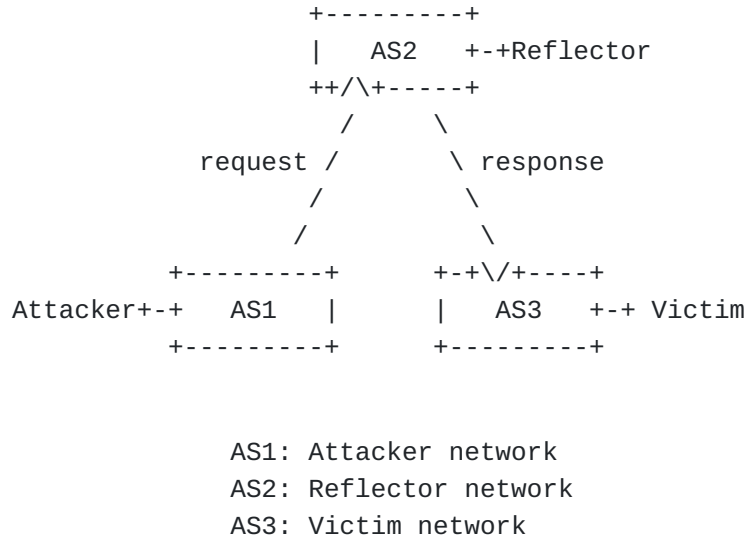 +---------+
|   AS2   +-+Reflector
++/\+-----+
/     \
request /       \ response
/         \
/           \
+---------+      +-+\/+----+
Attacker+-+   AS1   |      |   AS3   +-+ Victim
+---------+      +---------+
AS1: Attacker network
AS2: Reflector network
AS3: Victim network